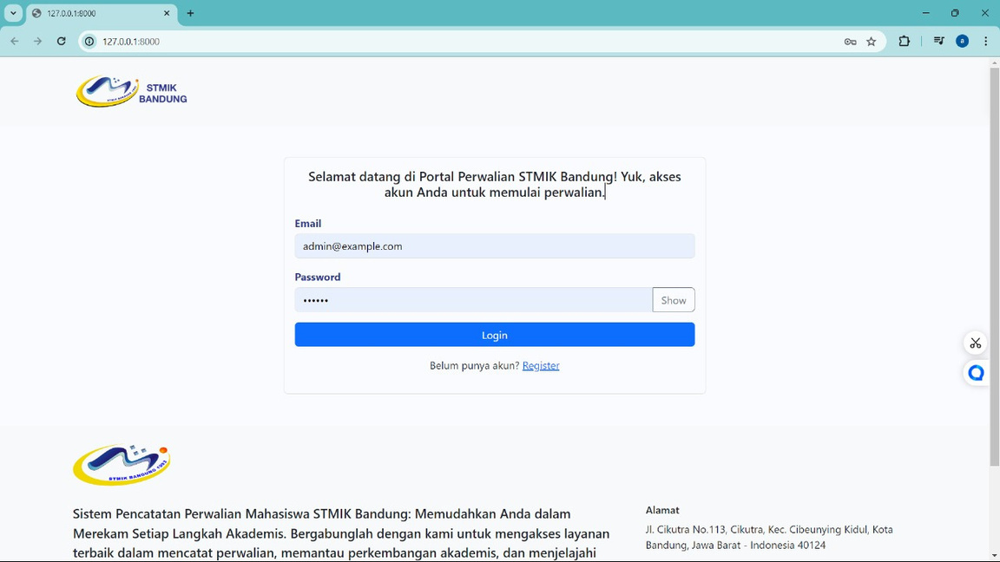 127.0.0.1:8000
127.0.0.1:8000
a
STMIK
BANDUNG
Selamat datang di Portal Perwalian STMIK Bandung! Yuk, akses
akun Anda untuk memulai perwalian.
Email
admin@example.com
Password
Show
Login
Belum punya akun? Register
STMIK BANDUNG 1993
Sistem Pencatatan Perwalian Mahasiswa STMIK Bandung: Memudahkan Anda dalam
Merekam Setiap Langkah Akademis. Bergabunglah dengan kami untuk mengakses layanan
terbaik dalam mencatat perwalian, memantau perkembangan akademis, dan menjelajahi
Alamat
Jl. Cikutra No.113, Cikutra, Kec. Cibeunying Kidul, Kota
Bandung, Jawa Barat - Indonesia 40124